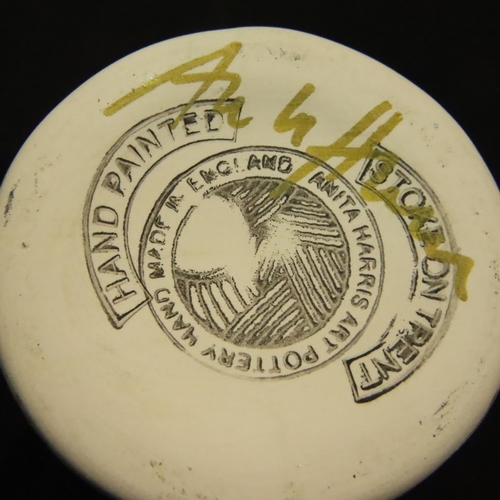 HAND PAINTED
STOKE ON TRENT
HAND MADE IN ENGLAND
ANITA HARRIS ART POTTERY